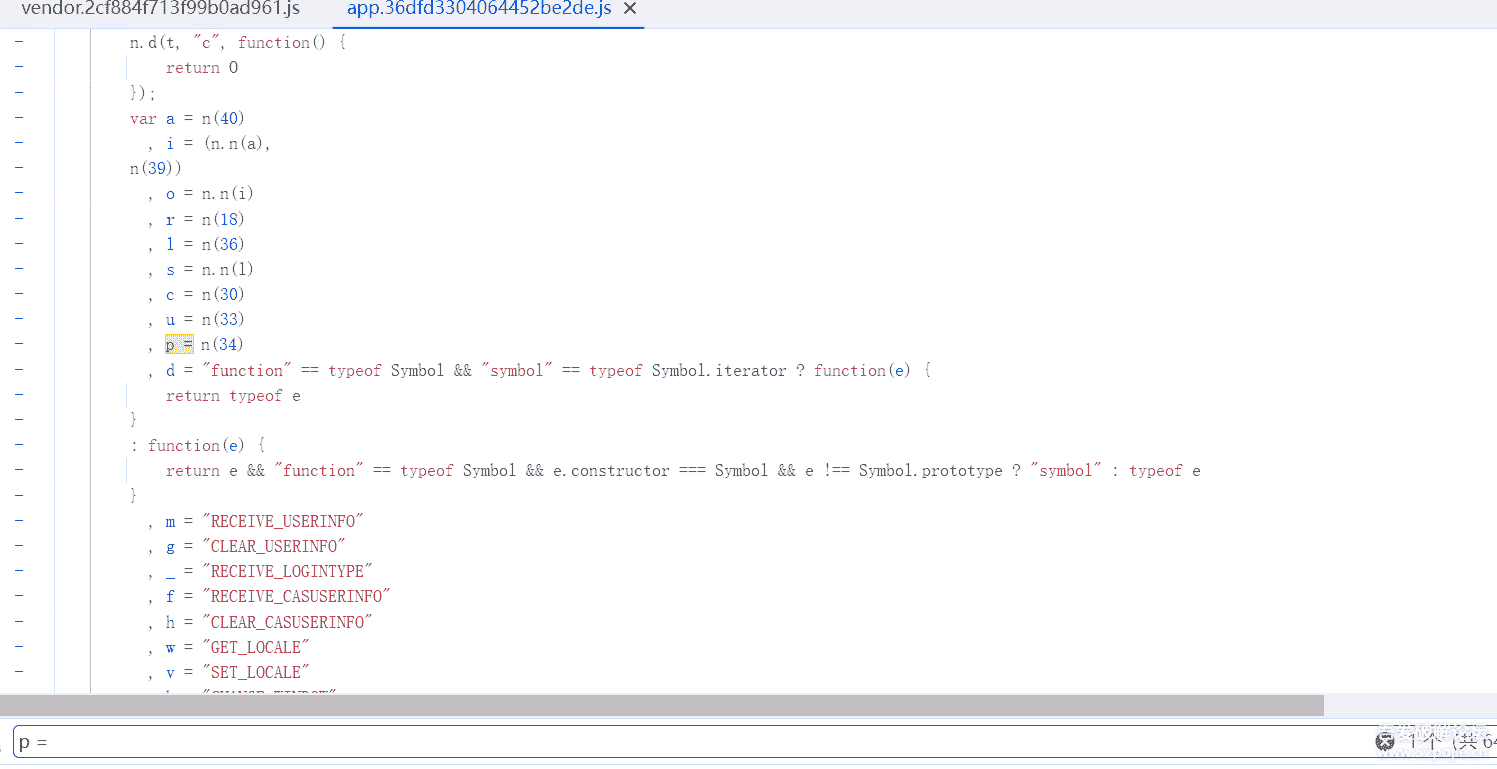 vendor.2cf884f713f99b0ad961.js app.36dfd3304064452be2de.js ✕
n.d(t, "c", function() {
return O
});
var a = n(40)
, i = (n.n(a),
n(39))
, o = n.n(i)
, r = n(18)
, l = n(36)
, s = n.n(l)
, c = n(30)
, u = n(33)
, p = n(34)
, d = "function" == typeof Symbol && "symbol" == typeof Symbol.iterator ? function(e) {
return typeof e
}
: function(e) {
return e && "function" == typeof Symbol && e.constructor === Symbol && e !== Symbol.prototype ? "symbol" : typeof e
}
, m = "RECEIVE_USERINFO"
, g = "CLEAR_USERINFO"
, _ = "RECEIVE_LOGINTYPE"
, f = "RECEIVE_CASUSERINFO"
, h = "CLEAR_CASUSERINFO"
, w = "GET_LOCALE"
, v = "SET_LOCALE"
p = 1个 (共 64